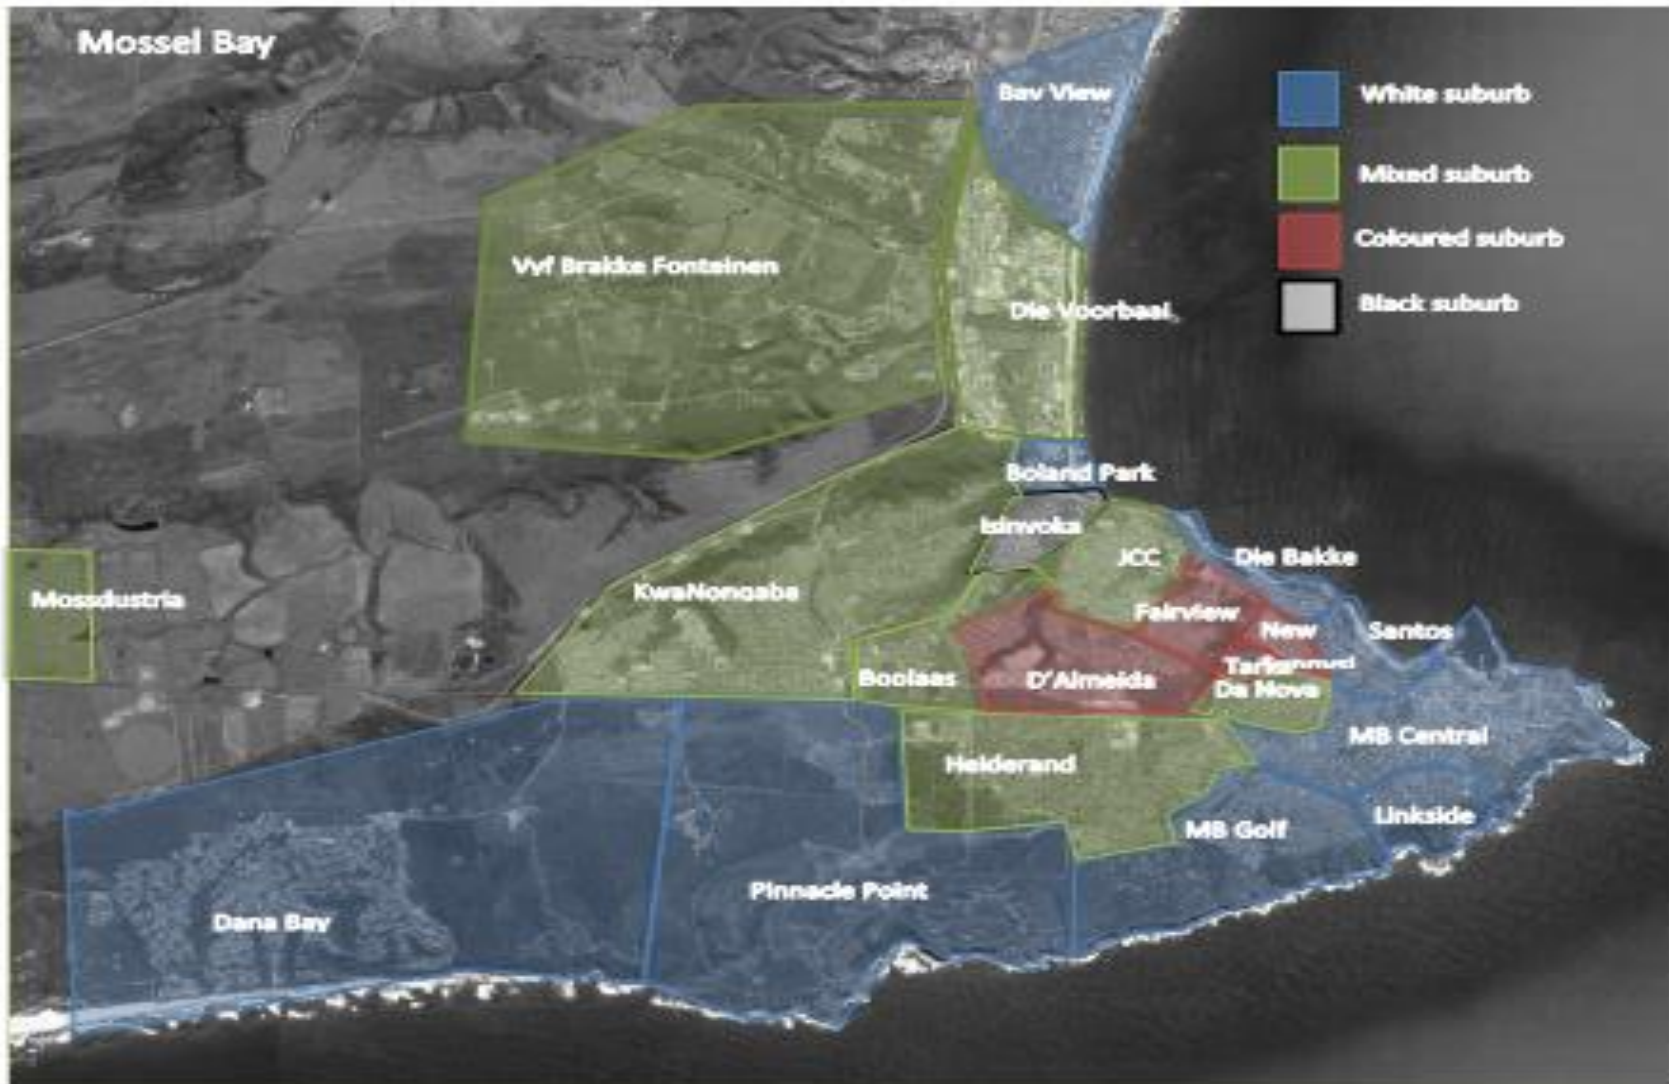 Mossel Bay
Bay View
White suburb
Mixed suburb
Coloured suburb
Black suburb
Vyf Brakke Fonteinen
Die Voorbaai
Boland Park
Isinyoka
JCC
Die Bakke
KwaNonqaba
Mossdustria
Fairview
New
Santos
Boolaas
D'Almeida
Da Nova
MB Central
Heiderand
Linkside
MB Golf
Pinnacle Point
Dana Bay